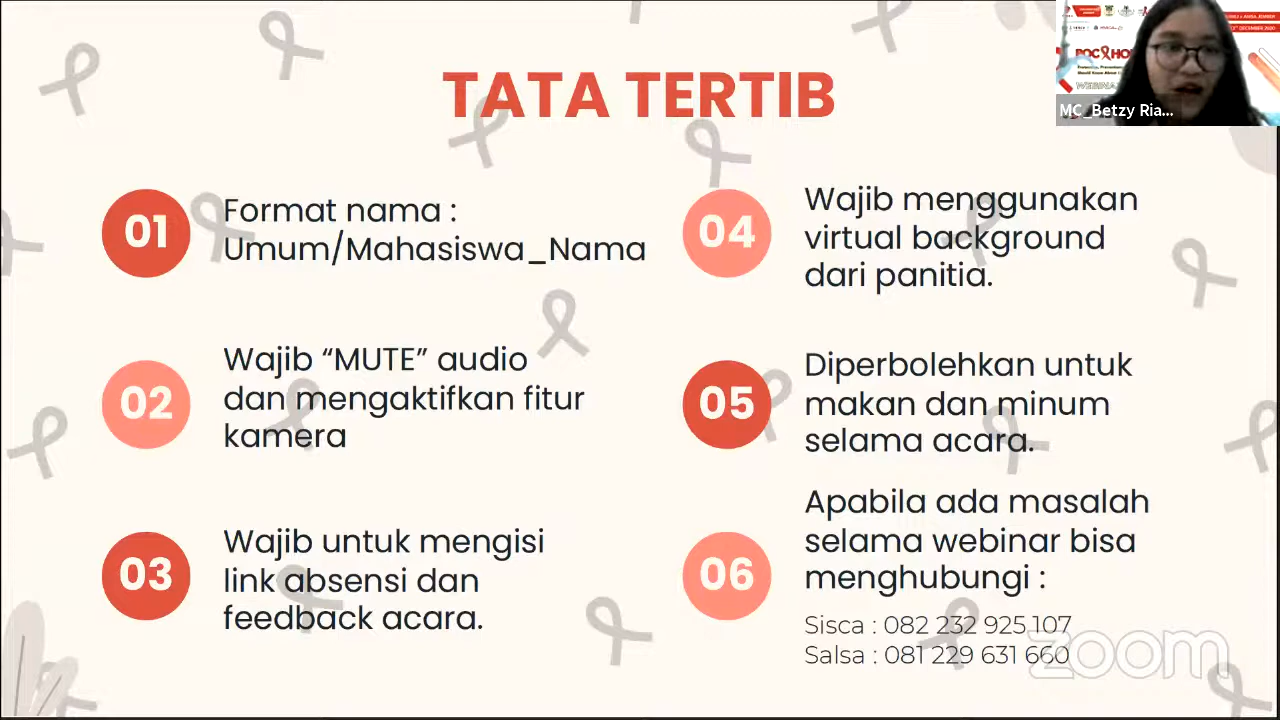 TATA TERTIB
01
Format nama :
Umum/Mahasiswa_Nama
02
Wajib “MUTE” audio
dan mengaktifkan fitur
kamera
03
Wajib untuk mengisi
link absensi dan
feedback acara.
04
Wajib menggunakan
virtual background
dari panitia.
05
Diperbolehkan untuk
makan dan minum
selama acara.
06
Apabila ada masalah
selama webinar bisa
menghubungi :
Sisca : 082 232 925 107
Salsa : 081 229 631 660
zoom
MC_Betzy Ria...